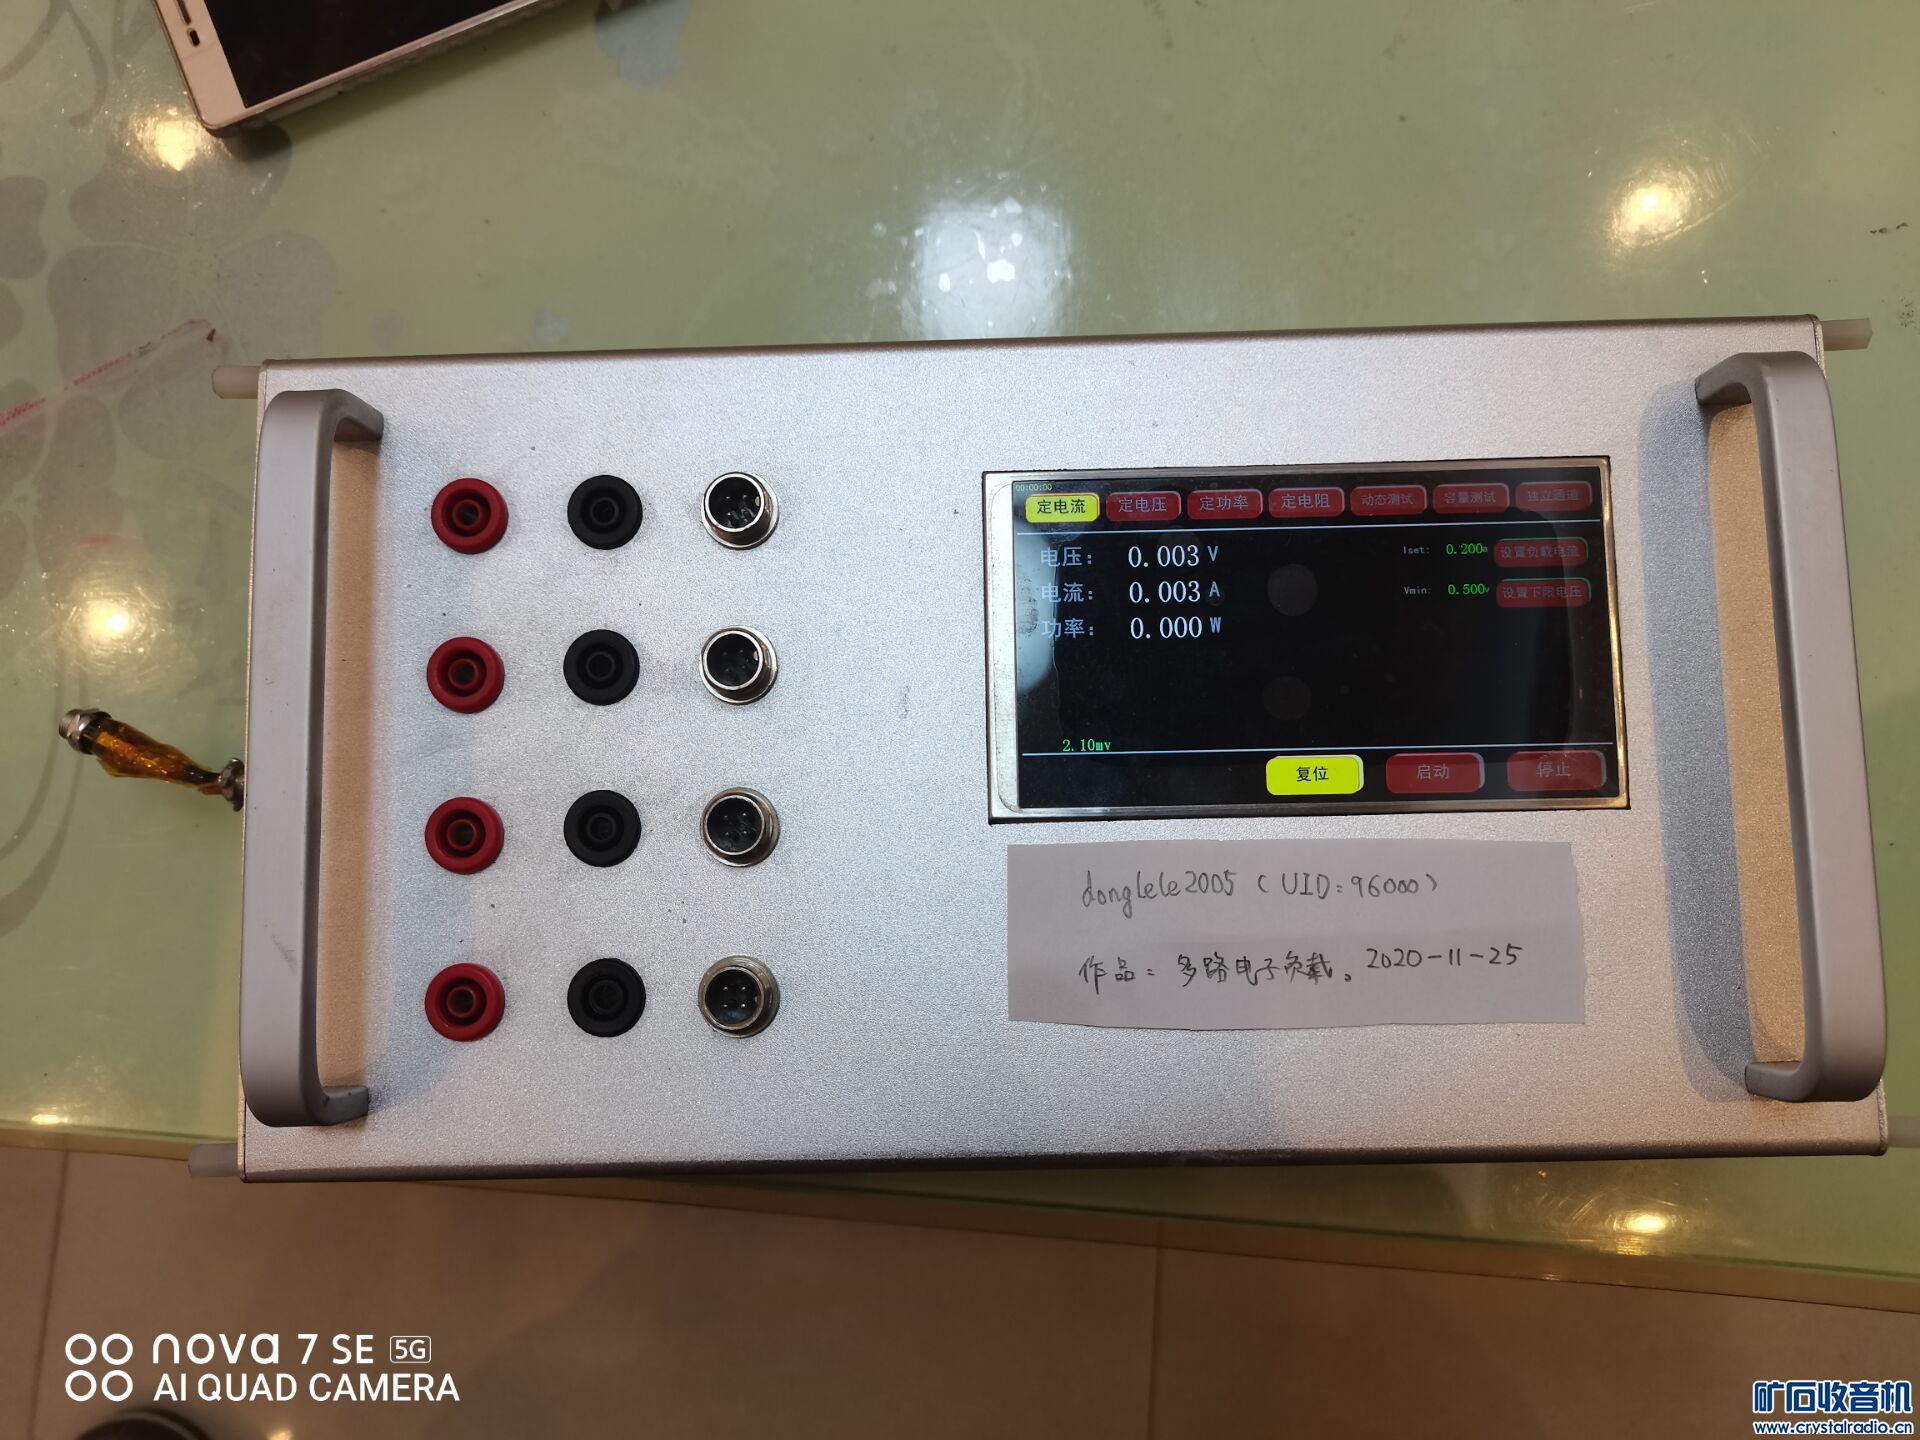 00:00:00
定电流 定电压 定功率 定电阻 动态测试 容量测试 独立通道
电压: 0.003 V Iset: 0.200a 设置负载电流
电流: 0.003 A Vmin: 0.500v 设置下限电压
功率: 0.000 W
2.10mv
复位 启动 停止
donglele2005 (UID:96000)
作品: 多路电子负载。2020-11-25
nova 7 SE 5G
AI QUAD CAMERA
矿石收音机
www.crystalradio.cn